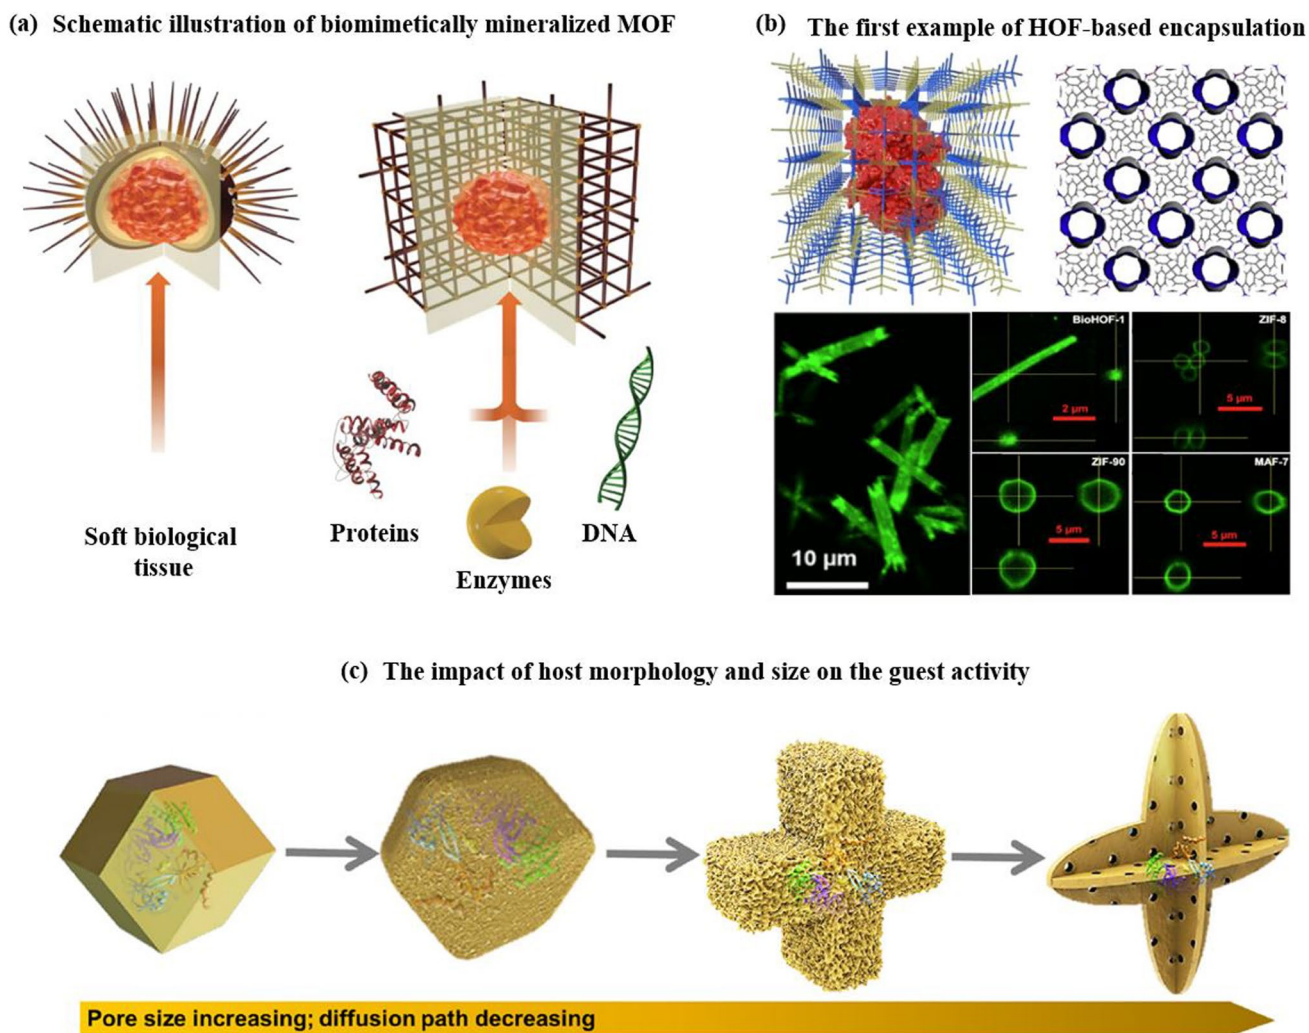 (a) Schematic illustration of biomimetically mineralized MOF
Soft biological
tissue
Proteins
Enzymes
DNA
(b) The first example of HOF-based encapsulation
10 μm
BioHOF-1
2 μm
ZIF-8
5 μm
ZIF-90
5 μm
MAF-7
5 μm
(c) The impact of host morphology and size on the guest activity
Pore size increasing; diffusion path decreasing